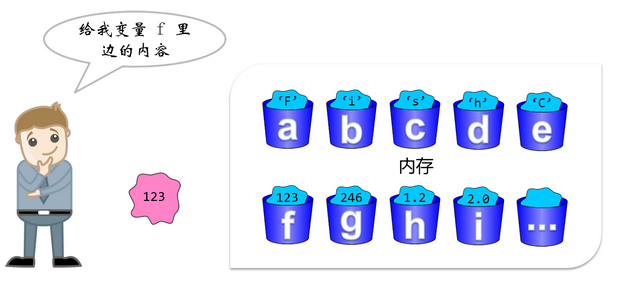 给我变量 f 里
边的内容
123
‘F’ ‘i’ ‘s’ ‘h’ ‘C’
a b c d e
内存
123 246 1.2 2.0
f g h i ...